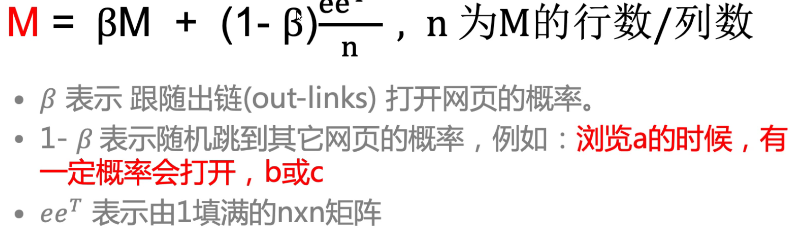 M = βM + (1- β)ee^T/n , n 为M的行数/列数
• β 表示 跟随出链(out-links) 打开网页的概率。
• 1- β 表示随机跳到其它网页的概率，例如：浏览a的时候，有
一定概率会打开，b或c
• ee^T 表示由1填满的nxn矩阵